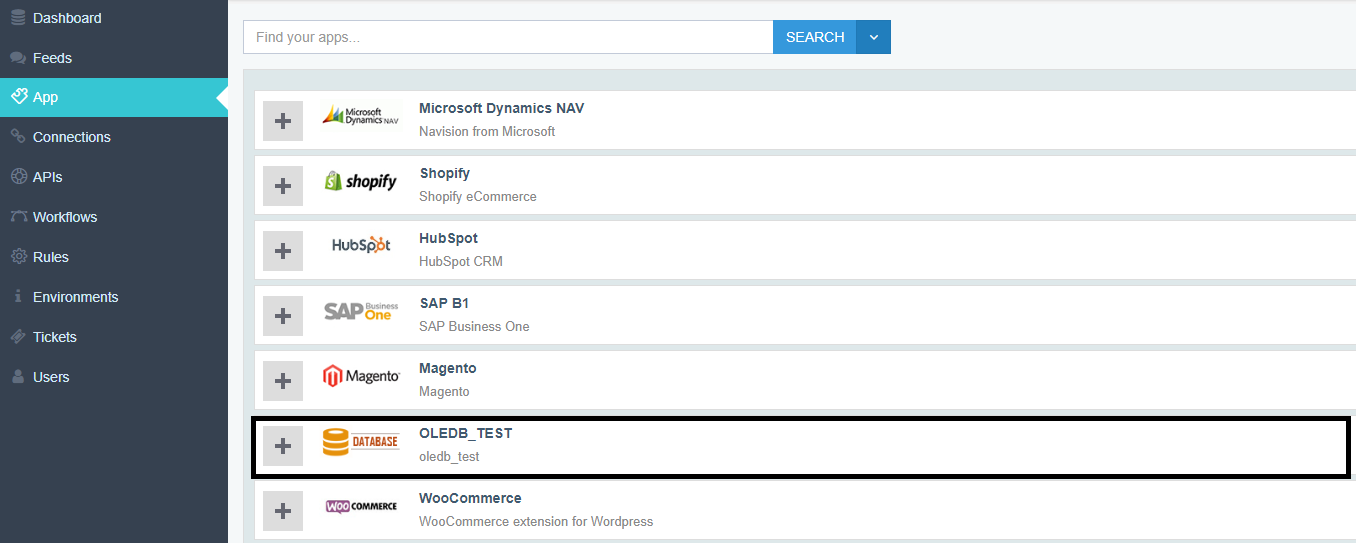 Dashboard
Feeds
App
Connections
APIs
Workflows
Rules
Environments
Tickets
Users
Find your apps...
SEARCH
Microsoft Dynamics NAV
Microsoft Dynamics NAV
Navision from Microsoft
shopify
Shopify
Shopify eCommerce
HubSpot
HubSpot
HubSpot CRM
SAP Business One
SAP B1
SAP Business One
Magento
Magento
Magento
DATABASE
OLEDB_TEST
oledb_test
WOO COMMERCE
WooCommerce
WooCommerce extension for Wordpress